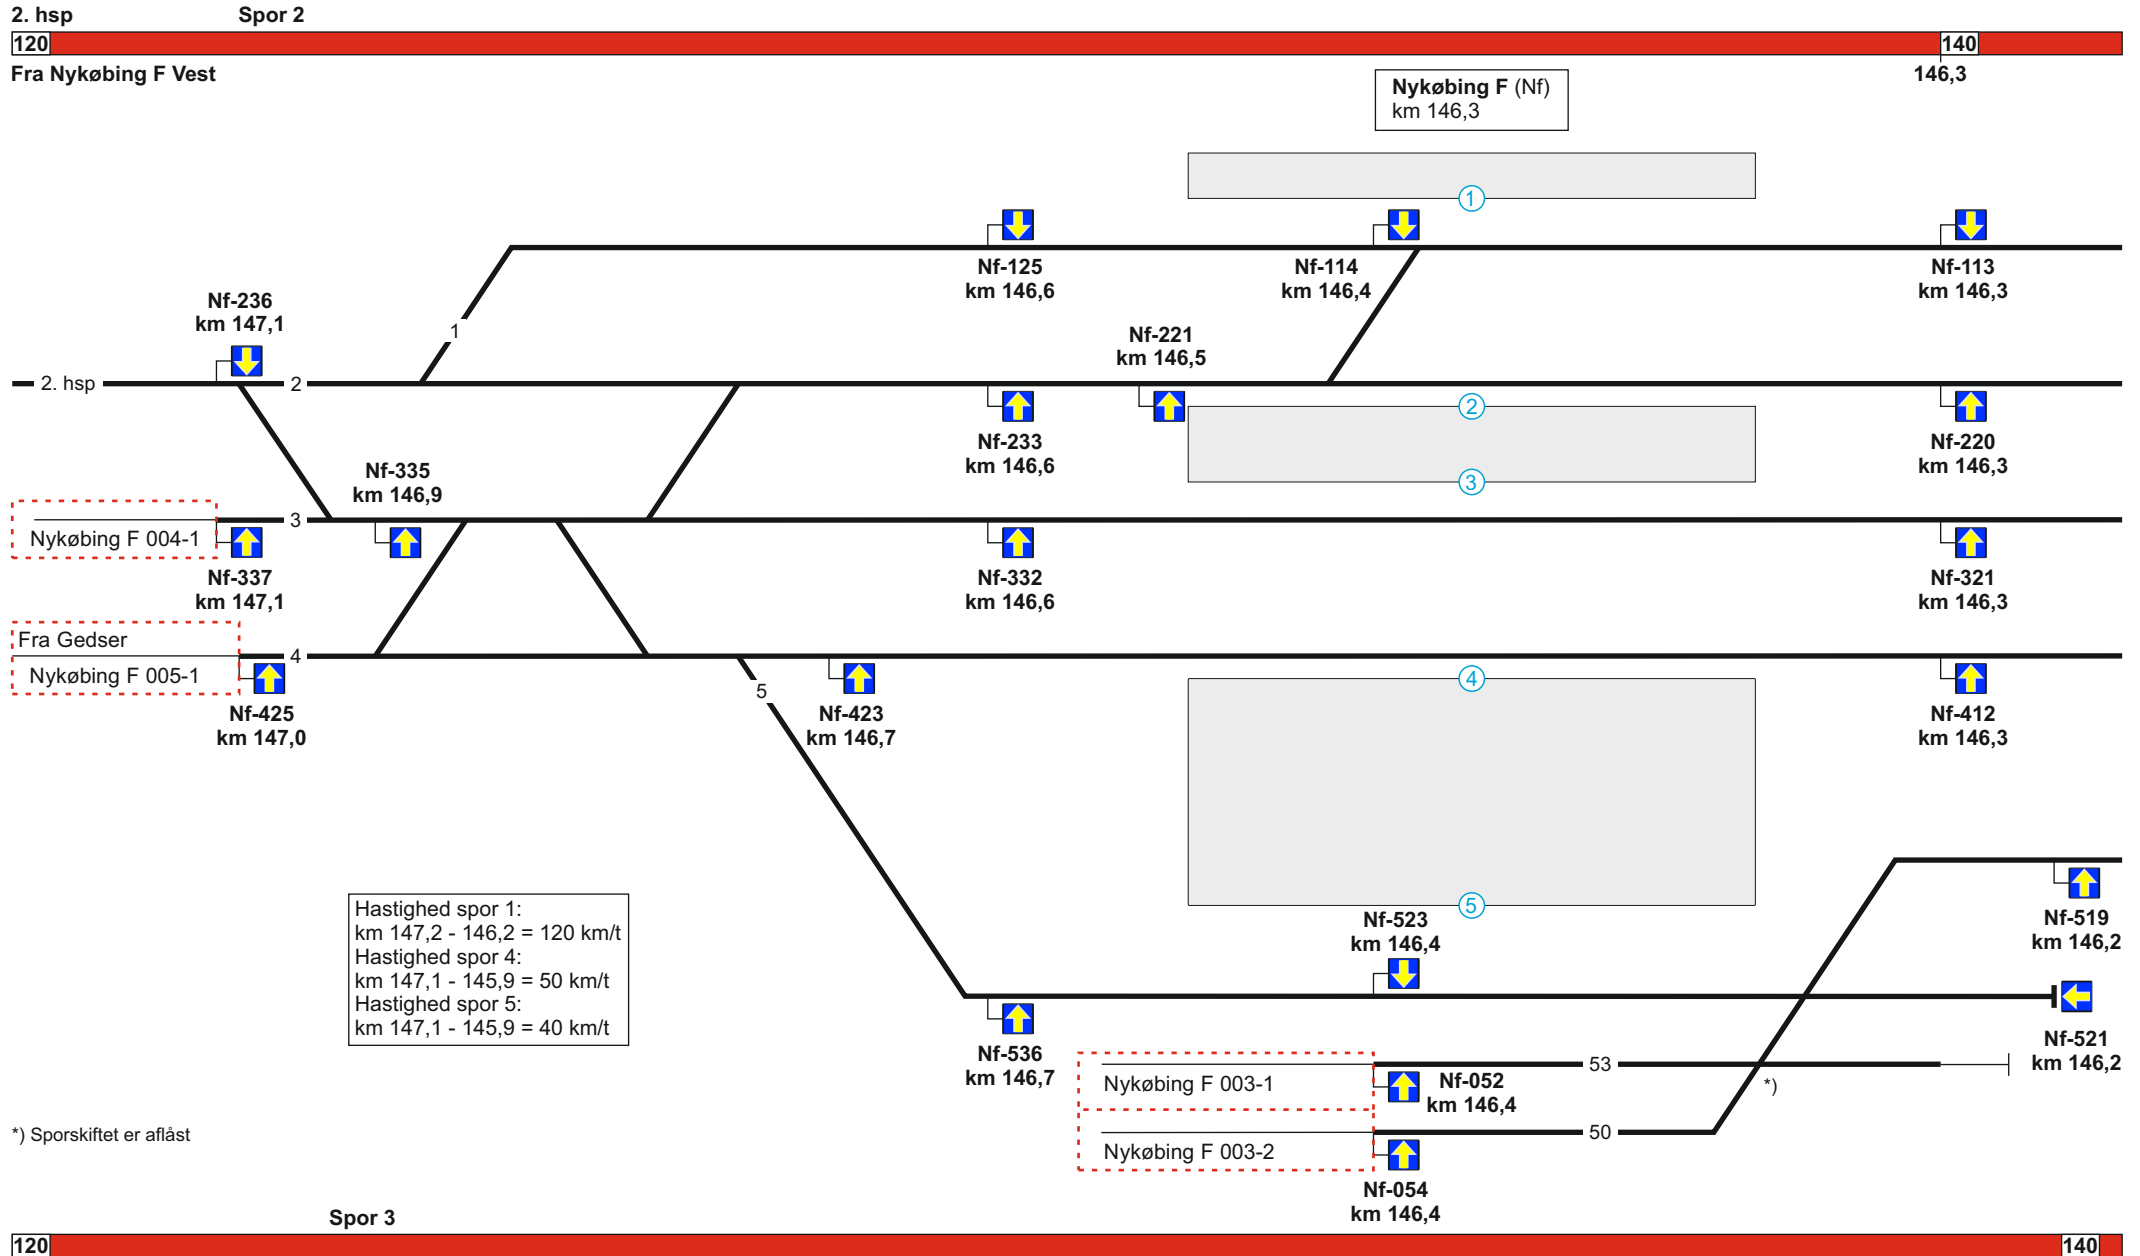 2. hsp
Spor 2
120
140
Fra Nykøbing F Vest
146,3
Nykøbing F (Nf)
km 146,3
1
Nf-125
km 146,6
Nf-114
km 146,4
Nf-113
km 146,3
Nf-236
km 147,1
1
Nf-221
km 146,5
2. hsp
2
2
Nf-233
km 146,6
Nf-220
km 146,3
Nf-335
km 146,9
3
3
Nykøbing F 004-1
Nf-337
km 147,1
Nf-332
km 146,6
Nf-321
km 146,3
Fra Gedser
4
Nykøbing F 005-1
4
5
Nf-425
km 147,0
Nf-423
km 146,7
Nf-412
km 146,3
Hastighed spor 1:
km 147,2 - 146,2 = 120 km/t
Hastighed spor 4:
km 147,1 - 145,9 = 50 km/t
Hastighed spor 5:
km 147,1 - 145,9 = 40 km/t
5
Nf-523
km 146,4
Nf-519
km 146,2
Nf-536
km 146,7
Nf-521
km 146,2
53
Nykøbing F 003-1
Nf-052
km 146,4
*)
*) Sporskiftet er aflåst
50
Nykøbing F 003-2
Nf-054
km 146,4
Spor 3
120
140